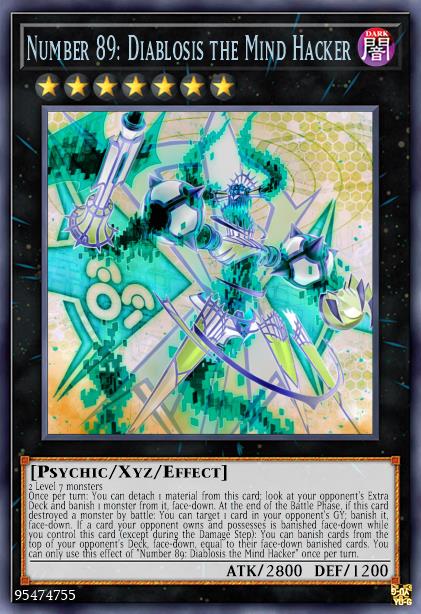 NUMBER 89: DIABLOSIS THE MIND HACKER
DARK
闇
89
[PSYCHIC/XYZ/EFFECT]
2 Level 7 monsters
Once per turn: You can detach 1 material from this card; look at your opponent's Extra
Deck and banish 1 monster from it, face-down. At the end of the Battle Phase, if this card
destroyed a monster by battle: You can target 1 card in your opponent's GY; banish it,
face-down. If a card your opponent owns and possesses is banished face-down while
you control this card (except during the Damage Step): You can banish cards from the
top of your opponent's Deck, face-down, equal to their face-down banished cards. You
can only use this effect of "Number 89: Diablosis the Mind Hacker" once per turn.
ATK/2800 DEF/1200
95474755